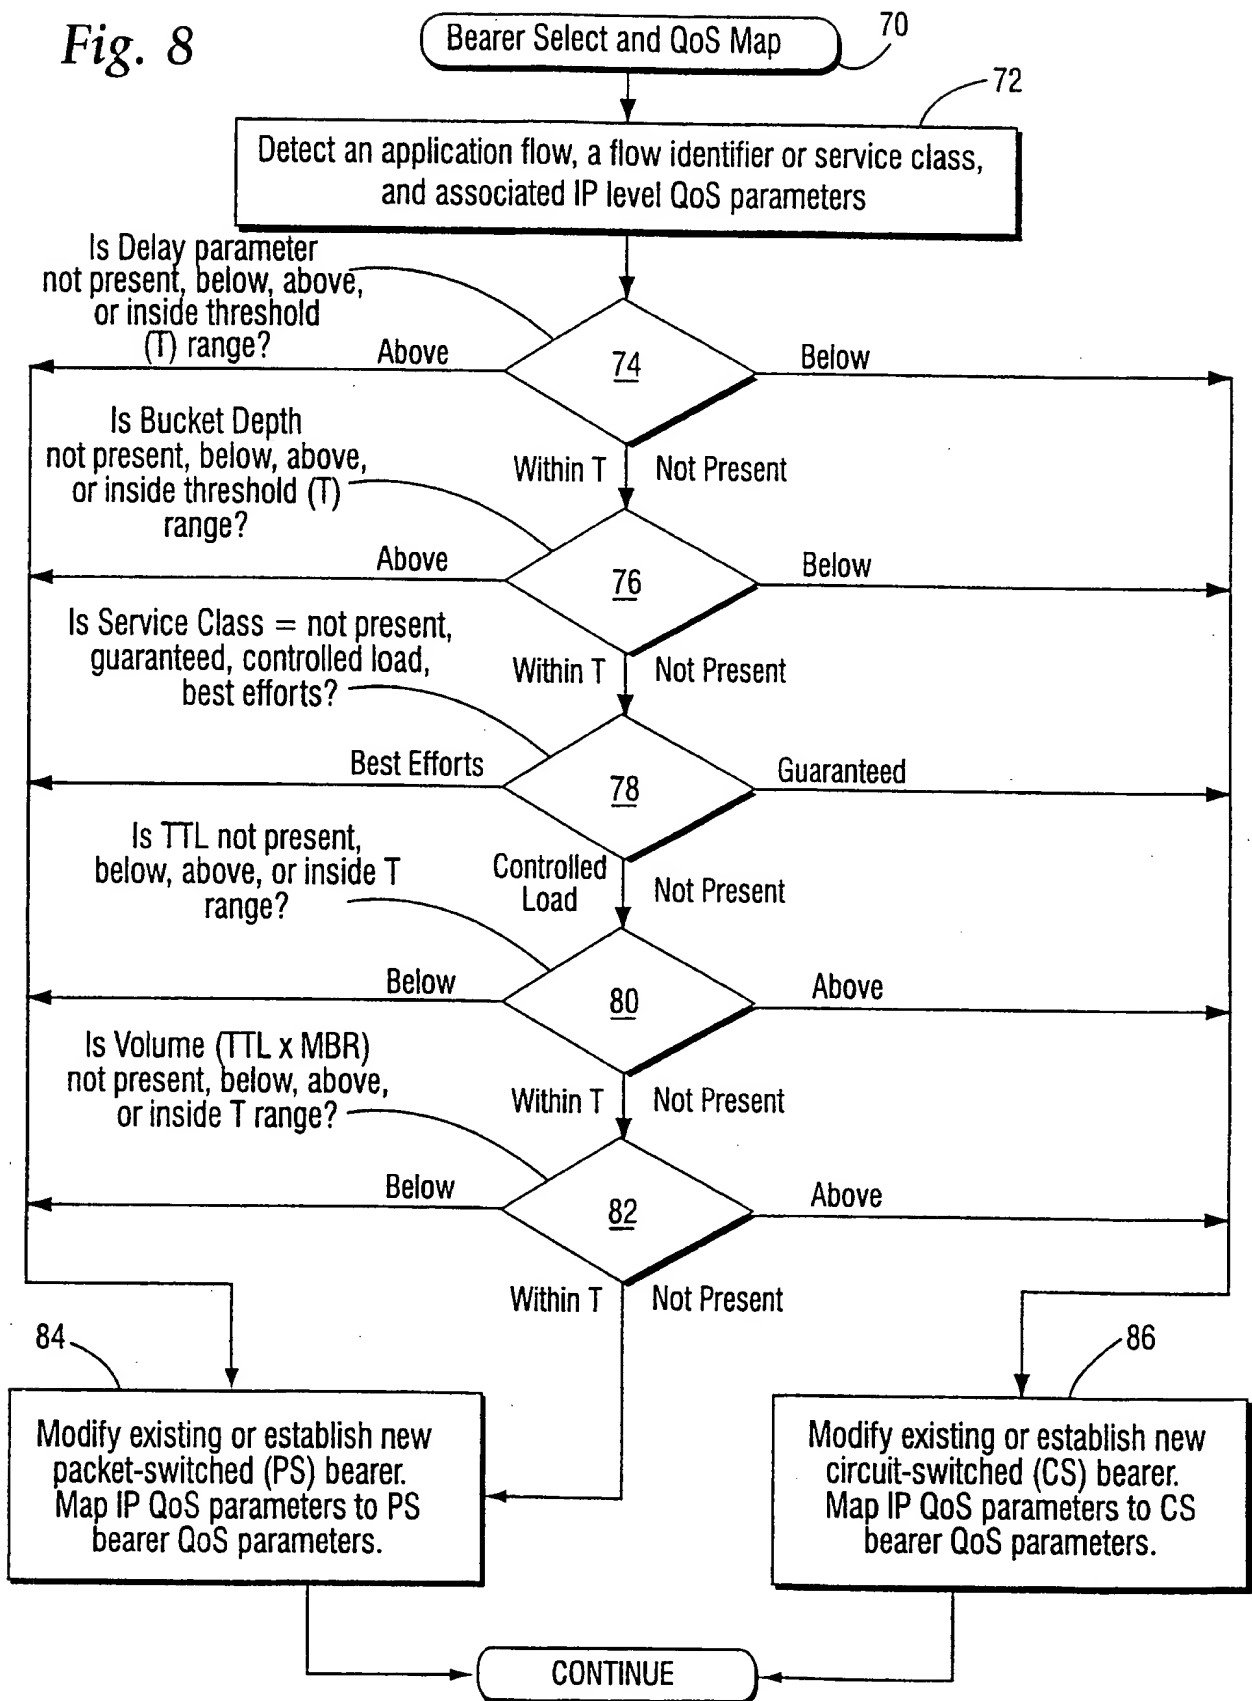 Fig. 8
Bearer Select and QoS Map
70
72
Detect an application flow, a flow identifier or service class,
and associated IP level QoS parameters
Is Delay parameter
not present, below, above,
or inside threshold
(T) range?
Above
74
Below
Within T
Not Present
Is Bucket Depth
not present, below, above,
or inside threshold (T)
range?
Above
76
Below
Within T
Not Present
Is Service Class = not present,
guaranteed, controlled load,
best efforts?
Best Efforts
78
Guaranteed
Controlled
Load
Not Present
Is TTL not present,
below, above, or inside T
range?
Below
80
Above
Within T
Not Present
Is Volume (TTL x MBR)
not present, below, above,
or inside T range?
Below
82
Above
Within T
Not Present
84
Modify existing or establish new
packet-switched (PS) bearer.
Map IP QoS parameters to PS
bearer QoS parameters.
86
Modify existing or establish new
circuit-switched (CS) bearer.
Map IP QoS parameters to CS
bearer QoS parameters.
CONTINUE